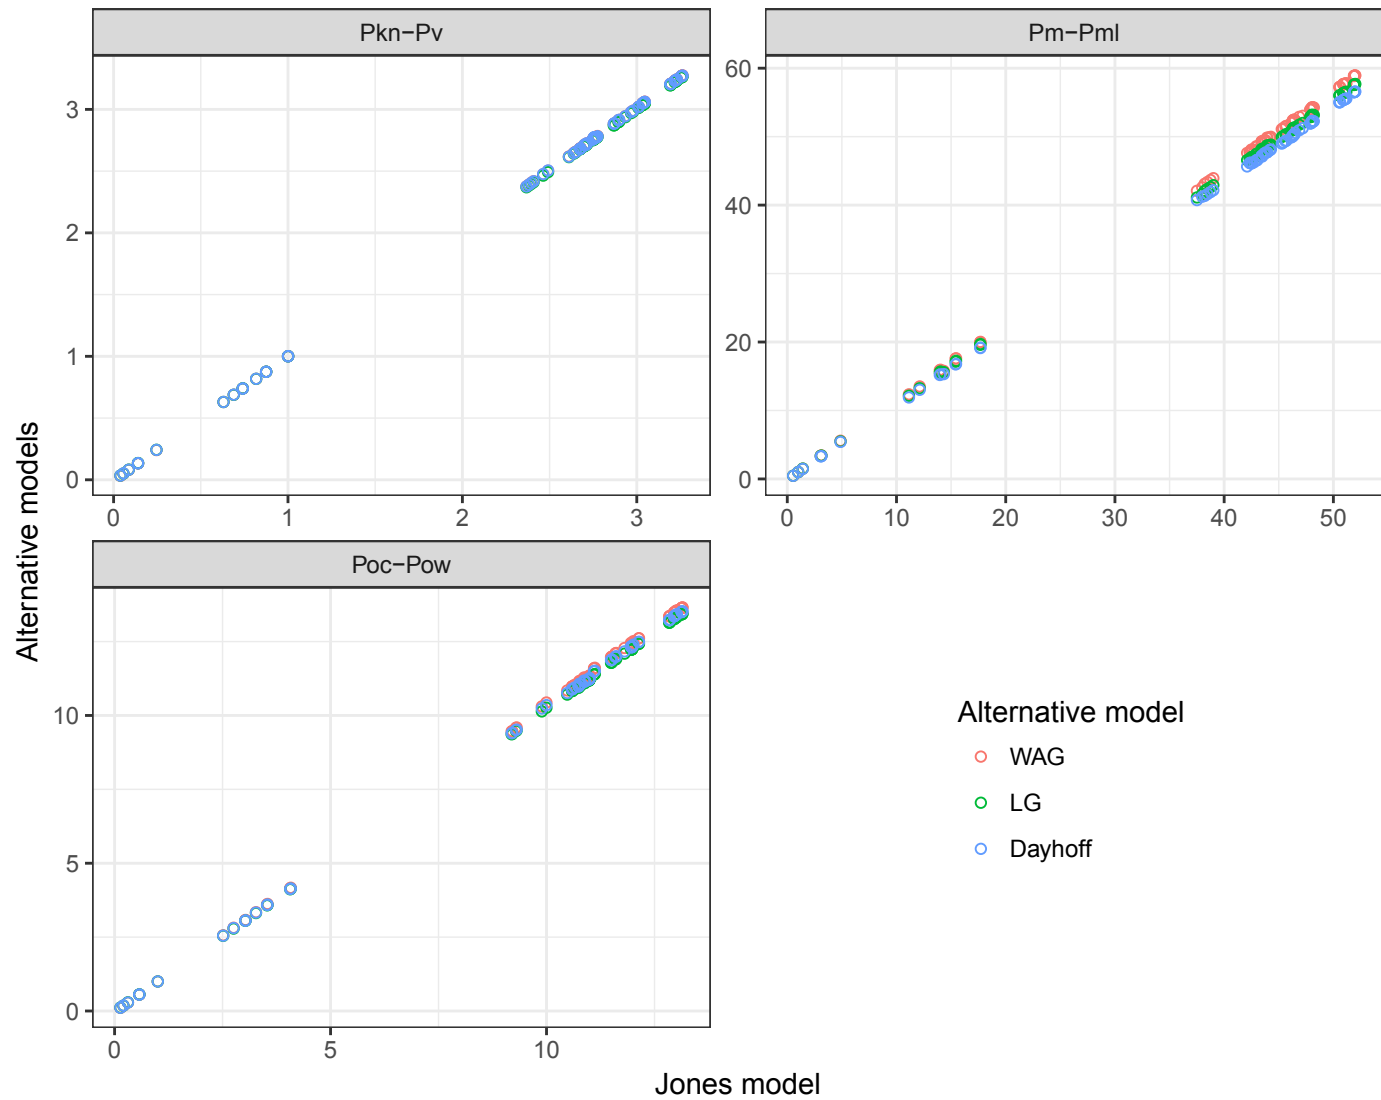 Pkn−Pv
Pm−Pml
3
2
1
0
0 1 2 3
60
40
20
0
0 10 20 30 40 50
Poc−Pow
10
5
0
0 5 10
Alternative models
Jones model
Alternative model
WAG
LG
Dayhoff